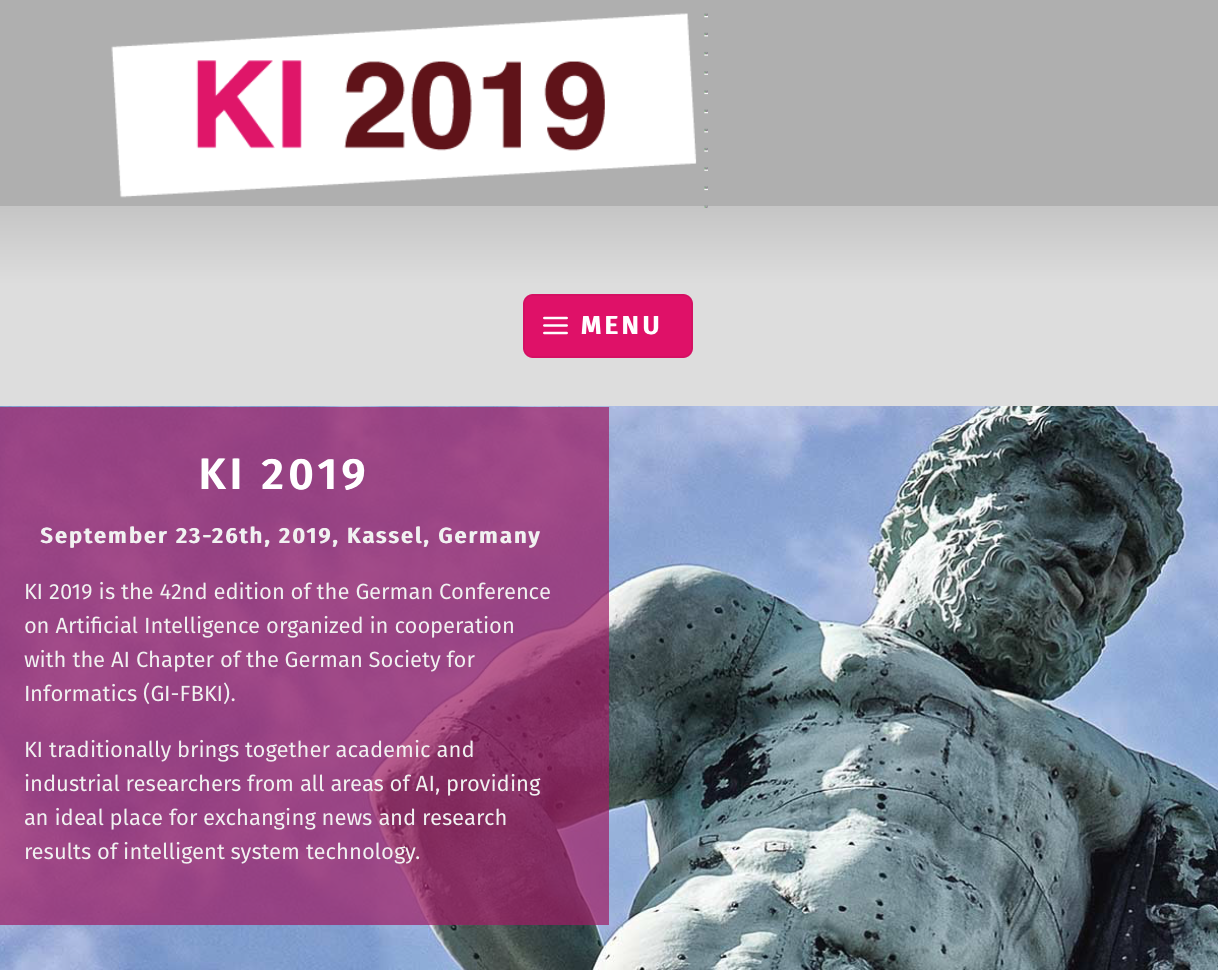 KI 2019
MENU
KI 2019
September 23-26th, 2019, Kassel, Germany
KI 2019 is the 42nd edition of the German Conference
on Artificial Intelligence organized in cooperation
with the AI Chapter of the German Society for
Informatics (GI-FBKI).
KI traditionally brings together academic and
industrial researchers from all areas of AI, providing
an ideal place for exchanging news and research
results of intelligent system technology.